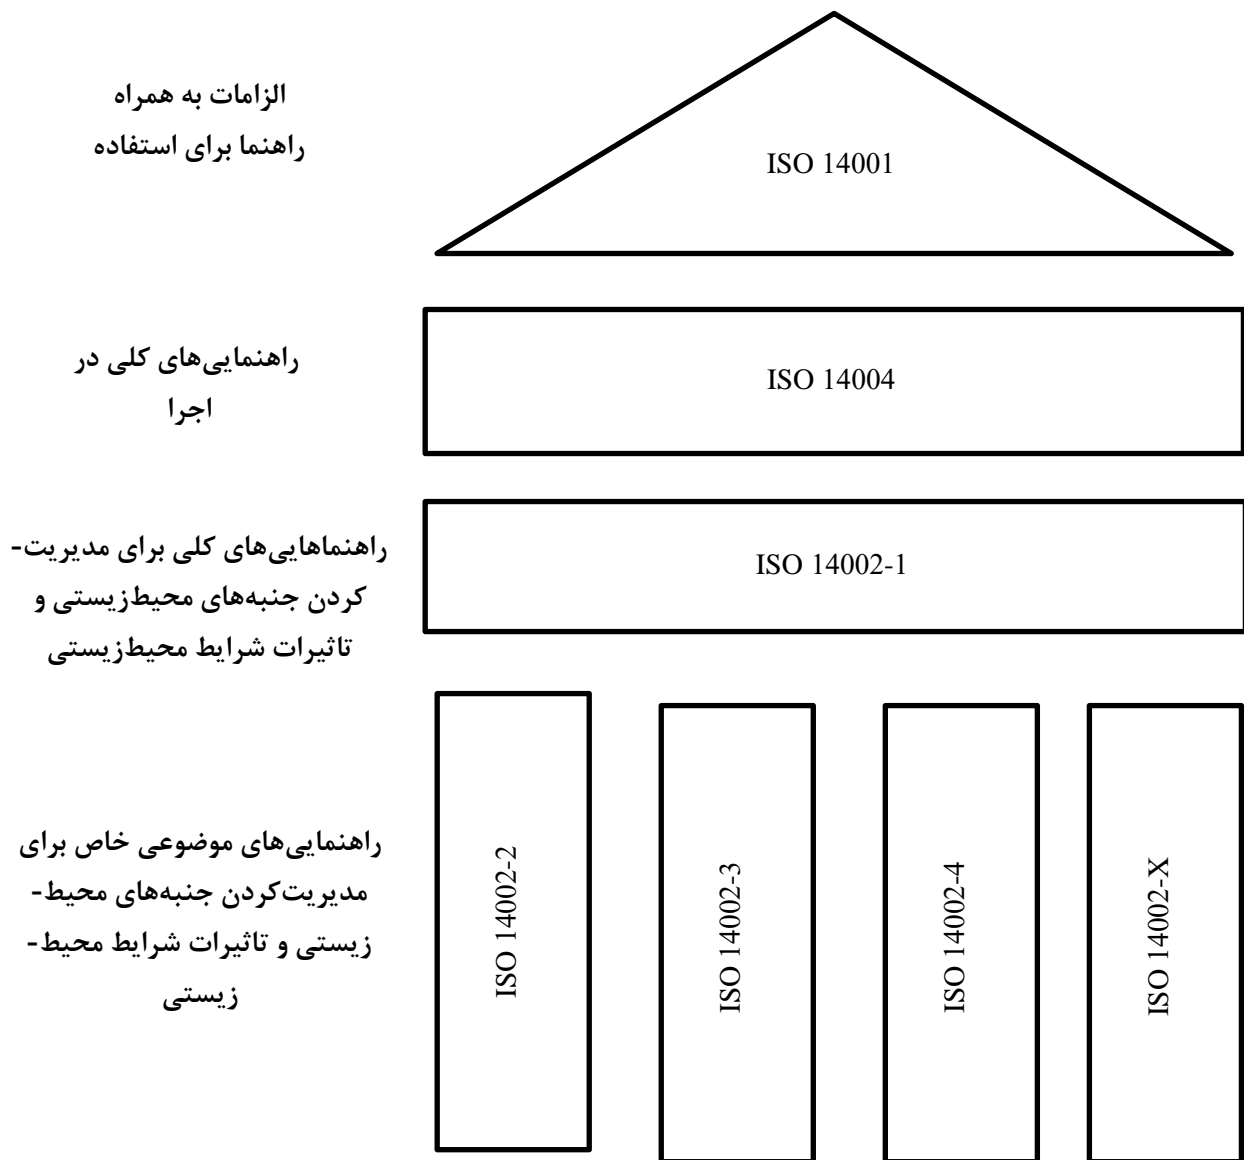 الزامات به همراه
راهنما برای استفاده
ISO 14001
راهنمایی‌های کلی در
اجرا
ISO 14004
راهنماهایی‌های کلی برای مدیریت-
کردن جنبه‌های محیط‌زیستی و
تاثیرات شرایط محیط‌زیستی
ISO 14002-1
راهنمایی‌های موضوعی خاص برای
مدیریت‌کردن جنبه‌های محیط-
زیستی و تاثیرات شرایط محیط-
زیستی
ISO 14002-2
ISO 14002-3
ISO 14002-4
ISO 14002-X